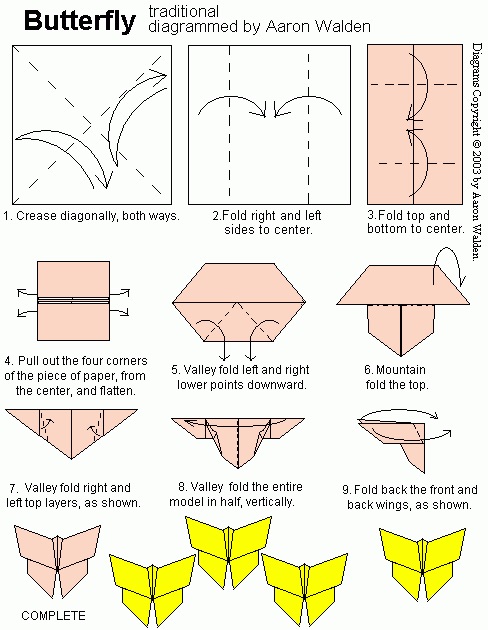 Butterfly
traditional
diagrammed by Aaron Walden
Diagrams Copyright © 2003 by Aaron Walden.
1. Crease diagonally, both ways.
2.Fold right and left
sides to center.
3.Fold top and
bottom to center.
4. Pull out the four corners
of the piece of paper, from
the center, and flatten.
5. Valley fold left and right
lower points downward.
6. Mountain
fold the top.
7. Valley fold right and
left top layers, as shown.
8. Valley fold the entire
model in half, vertically.
9. Fold back the front and
back wings, as shown.
COMPLETE